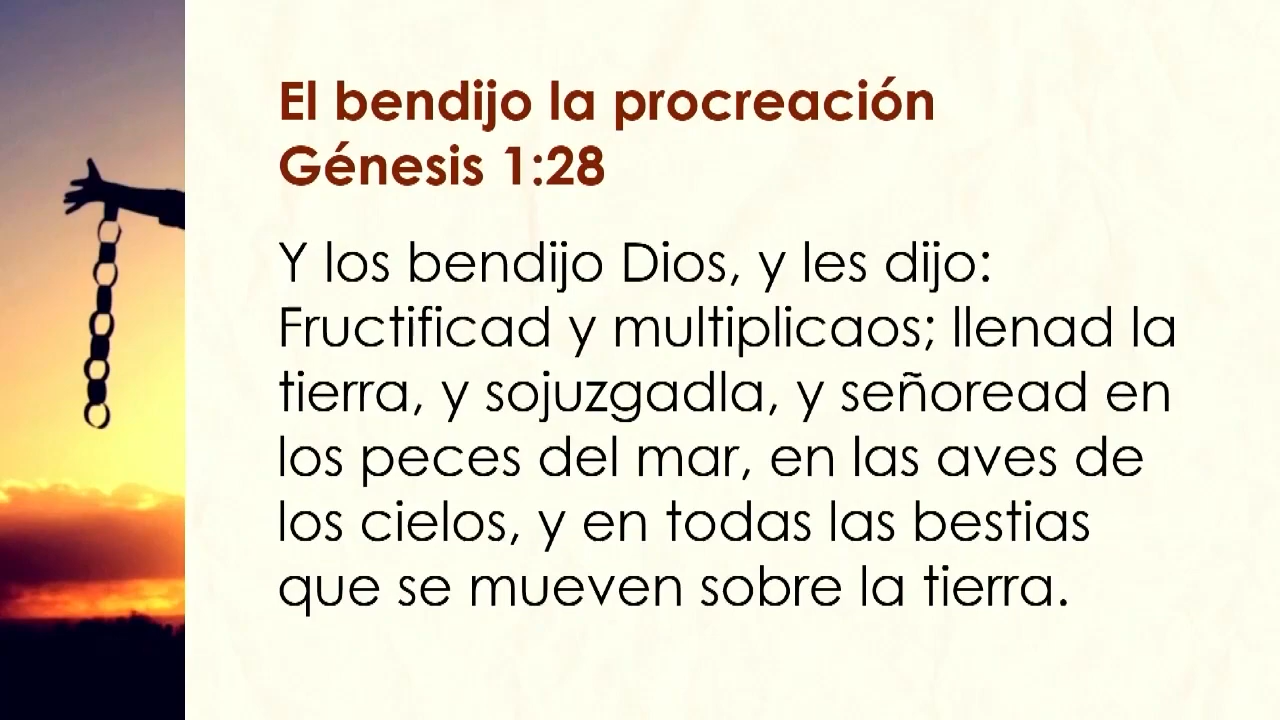 El bendijo la procreación
Génesis 1:28
Y los bendijo Dios, y les dijo:
Fructificad y multiplicaos; llenad la
tierra, y sojuzgadla, y señoread en
los peces del mar, en las aves de
los cielos, y en todas las bestias
que se mueven sobre la tierra.